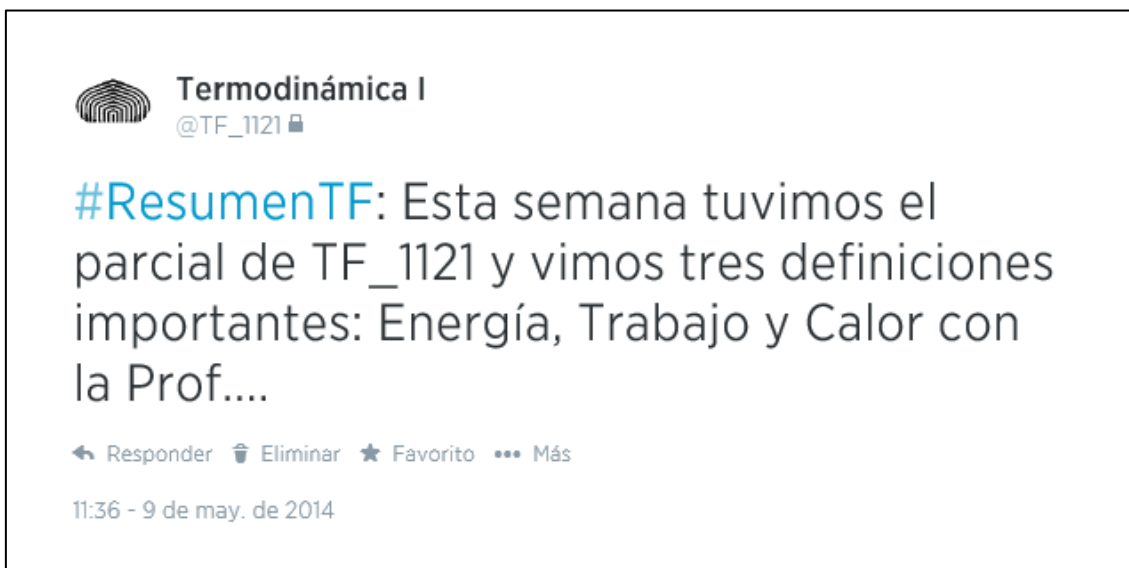 Termodinámica I
@TF_1121
#ResumenTF: Esta semana tuvimos el
parcial de TF_1121 y vimos tres definiciones
importantes: Energía, Trabajo y Calor con
la Prof....
Responder Eliminar Favorito Más
11:36 - 9 de may. de 2014